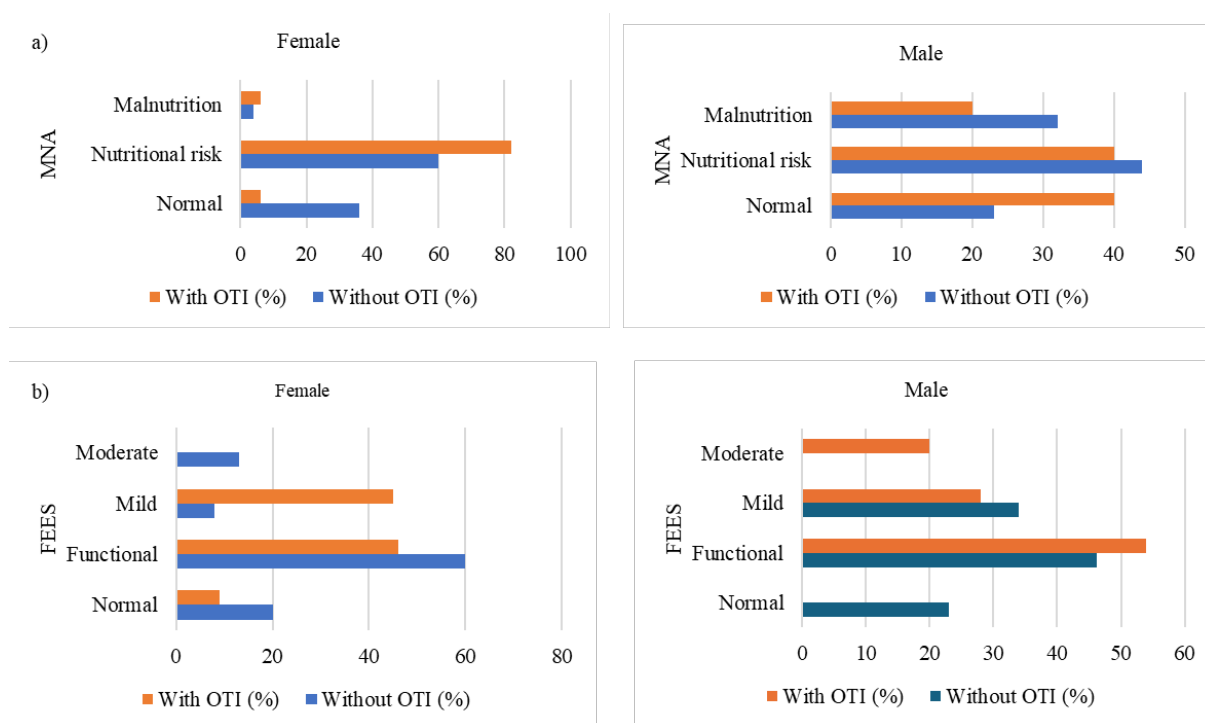 a)
Female
MNA
Malnutrition
Nutritional risk
Normal
0 20 40 60 80 100
With OTI (%) Without OTI (%)
Male
MNA
Malnutrition
Nutritional risk
Normal
0 10 20 30 40 50
With OTI (%) Without OTI (%)
b)
Female
FEES
Moderate
Mild
Functional
Normal
0 20 40 60 80
With OTI (%) Without OTI (%)
Male
FEES
Moderate
Mild
Functional
Normal
0 10 20 30 40 50 60
With OTI (%) Without OTI (%)